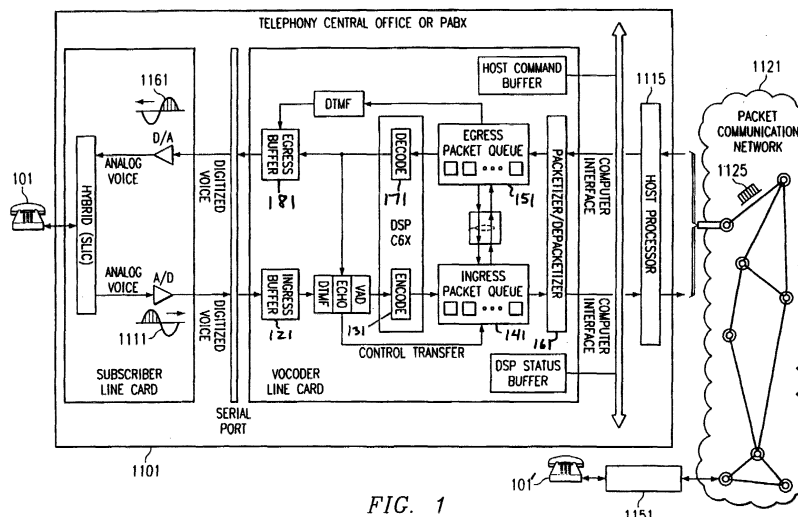 TELEPHONY CENTRAL OFFICE OR PABX
1161
D/A
ANALOG VOICE
101
HYBRID (SLIC)
ANALOG VOICE
A/D
1111
SUBSCRIBER
LINE CARD
DIGITIZED
VOICE
DIGITIZED
VOICE
SERIAL
PORT
1101
HOST COMMAND
BUFFER
DTMF
EGRESS
BUFFER
181
DECODE
171
EGRESS
PACKET QUEUE
151
DSP
C6X
INGRESS
BUFFER
121
DTMF
ECHO
VAD
131
ENCODE
INGRESS
PACKET QUEUE
141
CONTROL TRANSFER
PACKETIZER/DEPACKETIZER
161
DSP STATUS
BUFFER
VOCODER
LINE CARD
COMPUTER
INTERFACE
COMPUTER
INTERFACE
1115
HOST PROCESSOR
1121
PACKET
COMMUNICATION
NETWORK
1125
101'
1151
FIG. 1